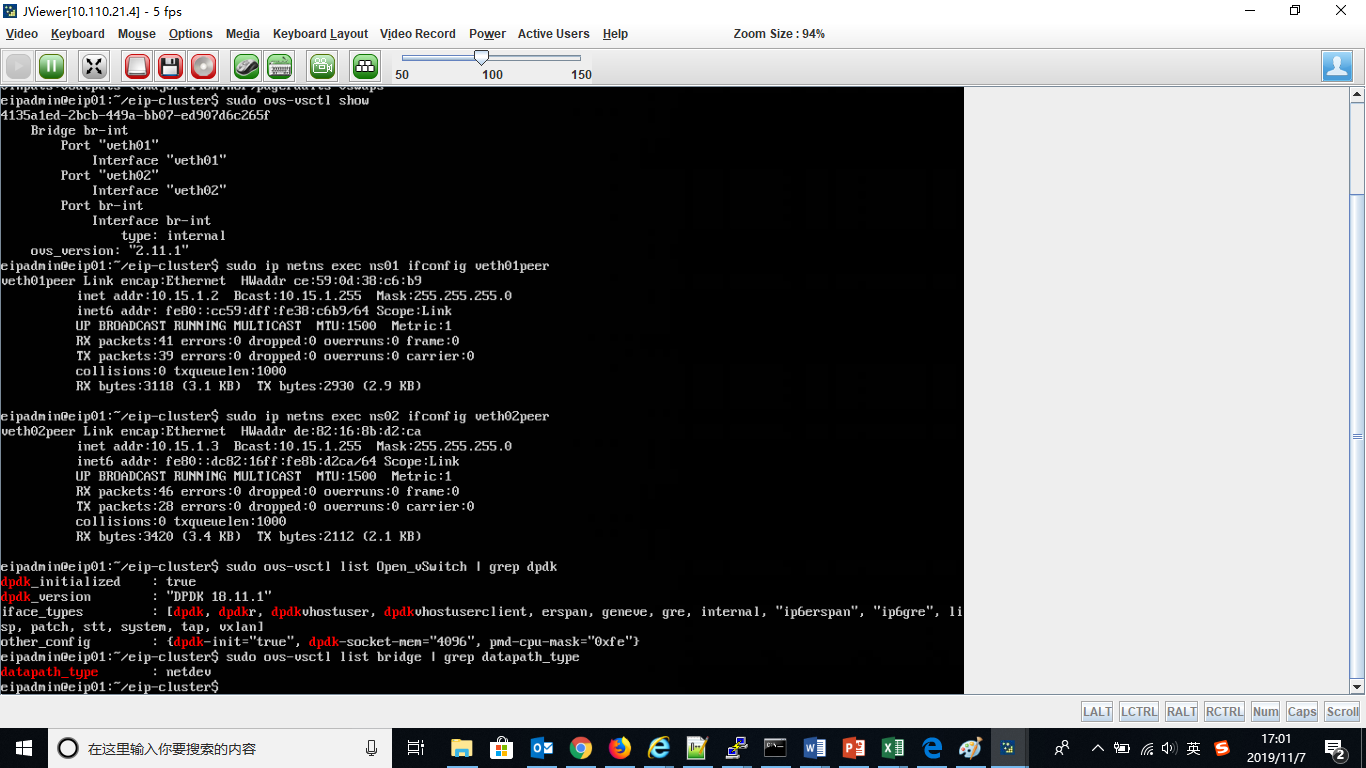 JViewer[10.110.21.4] - 5 fps
Video Keyboard Mouse Options Media Keyboard Layout Video Record Power Active Users Help Zoom Size : 94%
50 100 150
eipadmin@eip01:~/eip-cluster$ sudo ovs-vsctl show
4135a1ed-2bcb-449a-bb07-ed907d6c265f
Bridge br-int
Port "veth01"
Interface "veth01"
Port "veth02"
Interface "veth02"
Port br-int
Interface br-int
type: internal
ovs_version: "2.11.1"
eipadmin@eip01:~/eip-cluster$ sudo ip netns exec ns01 ifconfig veth01peer
veth01peer Link encap:Ethernet  HWaddr ce:59:0d:38:c6:b9
inet addr:10.15.1.2  Bcast:10.15.1.255  Mask:255.255.255.0
inet6 addr: fe80::cc59:dff:fe38:c6b9/64 Scope:Link
UP BROADCAST RUNNING MULTICAST  MTU:1500  Metric:1
RX packets:41 errors:0 dropped:0 overruns:0 frame:0
TX packets:39 errors:0 dropped:0 overruns:0 carrier:0
collisions:0 txqueuelen:1000
RX bytes:3118 (3.1 KB)  TX bytes:2930 (2.9 KB)
eipadmin@eip01:~/eip-cluster$ sudo ip netns exec ns02 ifconfig veth02peer
veth02peer Link encap:Ethernet  HWaddr de:82:16:8b:d2:ca
inet addr:10.15.1.3  Bcast:10.15.1.255  Mask:255.255.255.0
inet6 addr: fe80::dc82:16ff:fe8b:d2ca/64 Scope:Link
UP BROADCAST RUNNING MULTICAST  MTU:1500  Metric:1
RX packets:46 errors:0 dropped:0 overruns:0 frame:0
TX packets:28 errors:0 dropped:0 overruns:0 carrier:0
collisions:0 txqueuelen:1000
RX bytes:3420 (3.4 KB)  TX bytes:2112 (2.1 KB)
eipadmin@eip01:~/eip-cluster$ sudo ovs-vsctl list Open_vSwitch | grep dpdk
dpdk_initialized    : true
dpdk_version        : "DPDK 18.11.1"
iface_types         : [dpdk, dpdkr, dpdkvhostuser, dpdkvhostuserclient, erspan, geneve, gre, internal, "ip6erspan", "ip6gre", li
sp, patch, stt, system, tap, vxlan]
other_config        : {dpdk-init="true", dpdk-socket-mem="4096", pmd-cpu-mask="0xfe"}
eipadmin@eip01:~/eip-cluster$ sudo ovs-vsctl list bridge | grep datapath_type
datapath_type       : netdev
eipadmin@eip01:~/eip-cluster$
LALT LCTRL RALT RCTRL Num Caps Scroll
在这里输入你要搜索的内容
英
17:01
2019/11/7
2